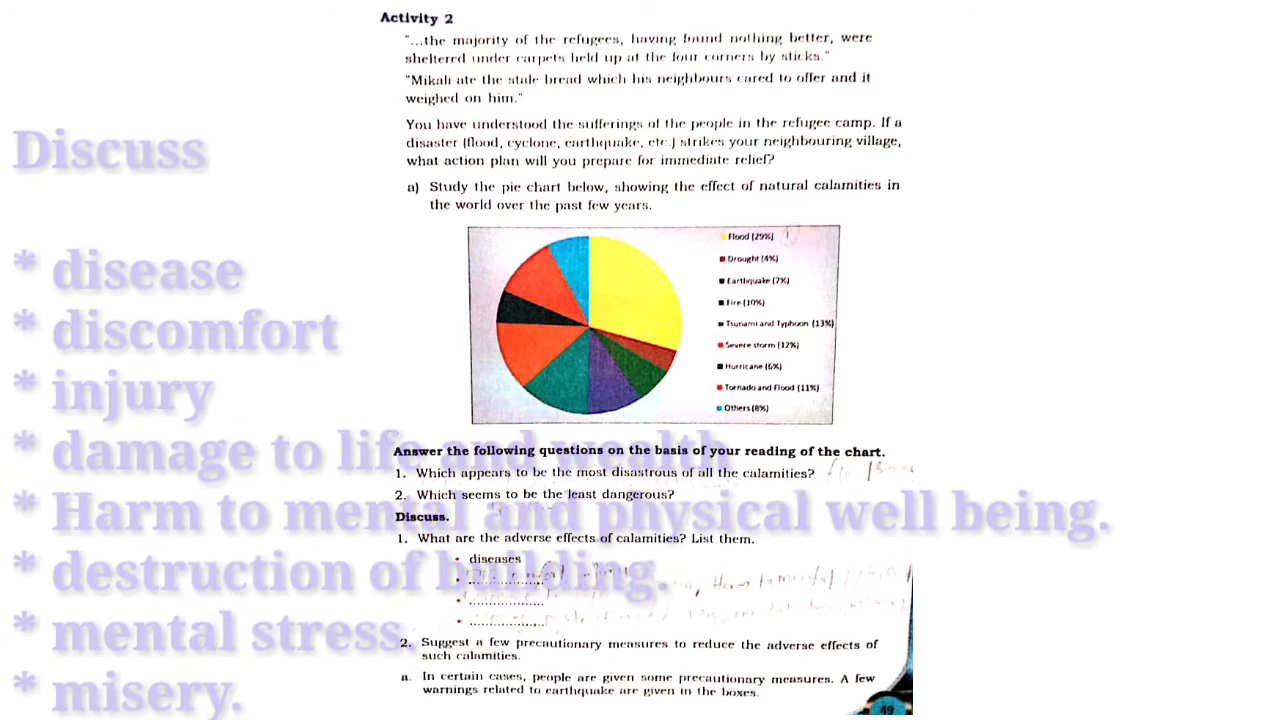 Activity 2
"...the majority of the refugees, having found nothing better, were
sheltered under carpets held up at the four corners by sticks."
"Mikali ate the stale bread which his neighbours cared to offer and it
weighed on him."
You have understood the sufferings of the people in the refugee camp. If a
disaster (flood, cyclone, earthquake, etc.) strikes your neighbouring village,
what action plan will you prepare for immediate relief?
a) Study the pie chart below, showing the effect of natural calamities in
the world over the past few years.
Flood (29%)
Drought (4%)
Earthquake (7%)
Fire (10%)
Tsunami and Typhoon (13%)
Severe storm (12%)
Hurricane (6%)
Tornado and Flood (11%)
Others (8%)
Answer the following questions on the basis of your reading of the chart.
1. Which appears to be the most disastrous of all the calamities?
2. Which seems to be the least dangerous?
Discuss.
1. What are the adverse effects of calamities? List them.
• diseases
• ..................
• ..................
• ..................
2. Suggest a few precautionary measures to reduce the adverse effects of
such calamities.
a. In certain cases, people are given some precautionary measures. A few
warnings related to earthquake are given in the boxes.
49
Discuss
* disease
* discomfort
* injury
* damage to life and wealth
* Harm to mental and physical well being.
* destruction of building.
* mental stress.
* misery.